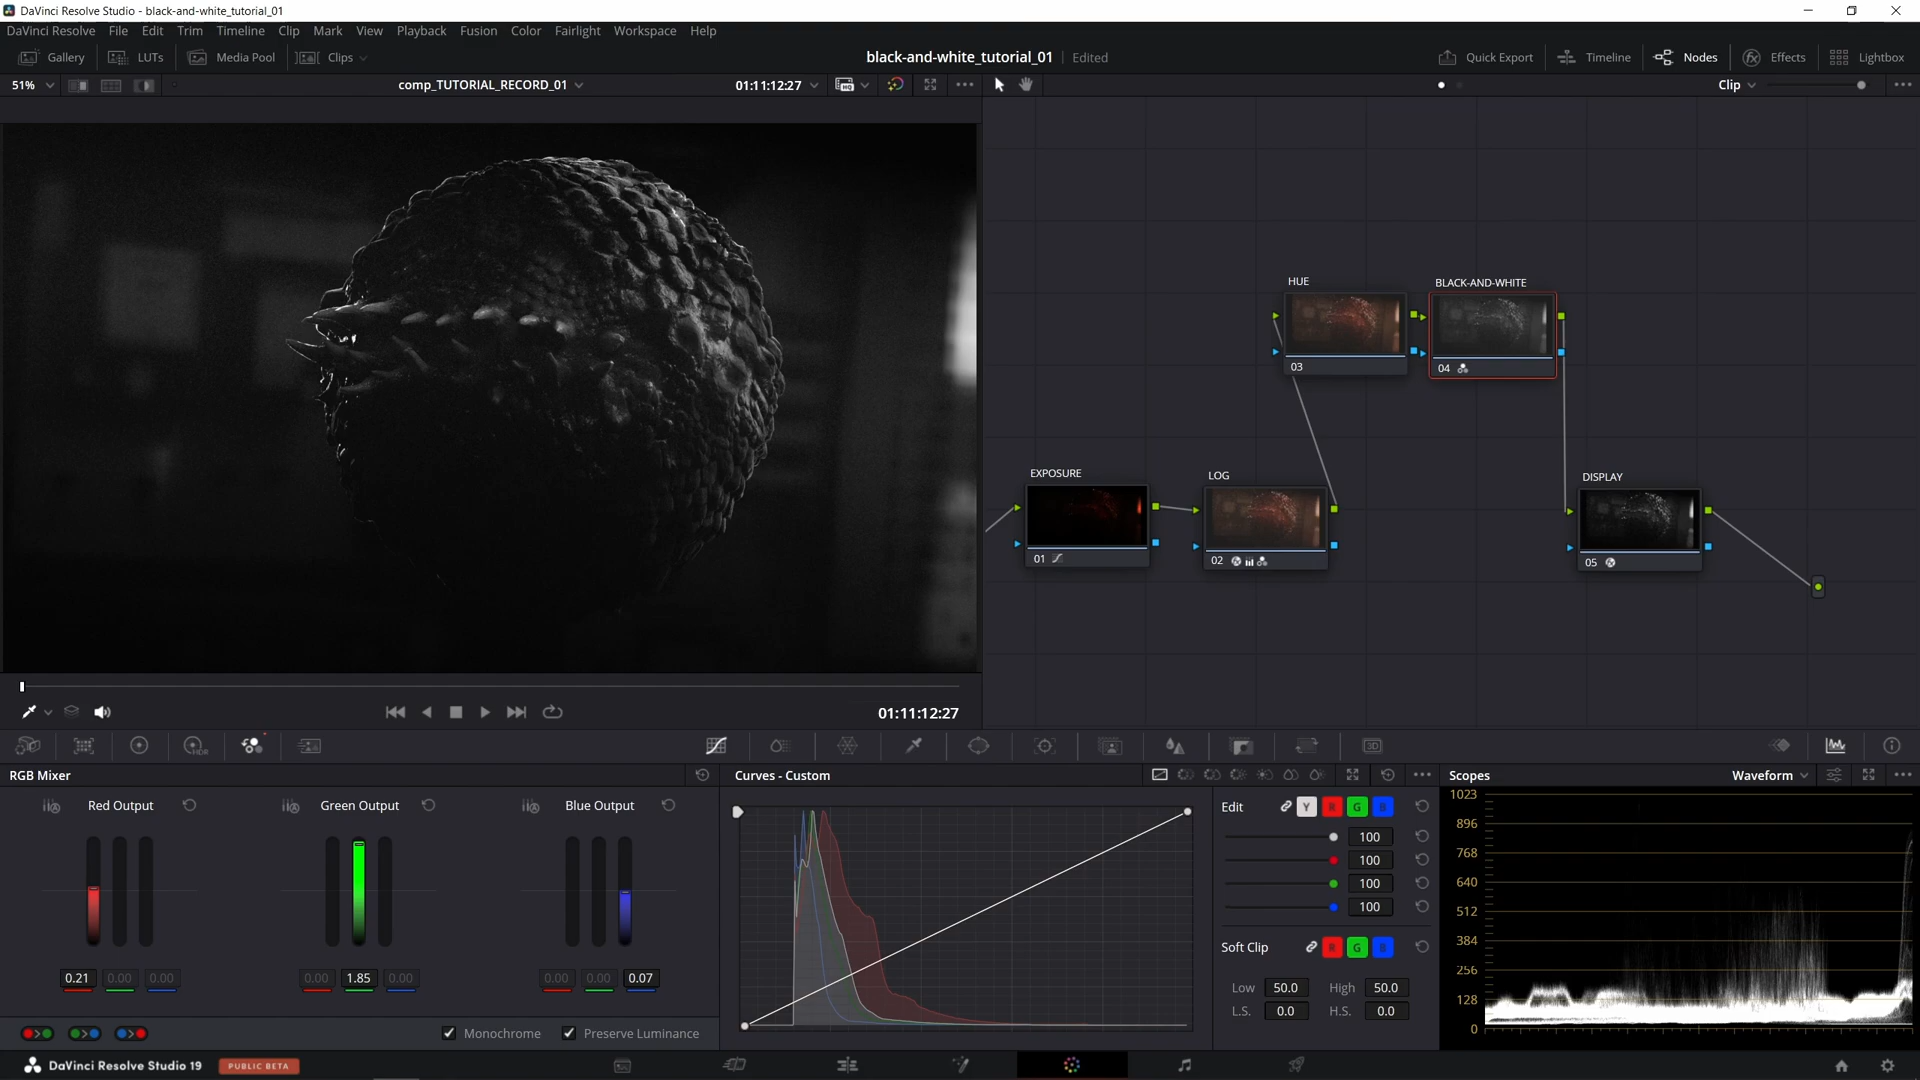 DaVinci Resolve Studio - black-and-white_tutorial_01
DaVinci Resolve File Edit Trim Timeline Clip Mark View Playback Fusion Color Fairlight Workspace Help
Gallery LUTs Media Pool Clips black-and-white_tutorial_01 Edited Quick Export Timeline Nodes Effects Lightbox
51% comp_TUTORIAL_RECORD_01 01:11:12:27 Clip
HUE BLACK-AND-WHITE
03 04
EXPOSURE LOG DISPLAY
01 02 05
01:11:12:27
HDR 3D
RGB Mixer Curves - Custom Scopes Waveform
Red Output Green Output Blue Output
0.21 0.00 0.00 0.00 1.85 0.00 0.00 0.00 0.07
Monochrome Preserve Luminance
Edit Y R G B
100
100
100
100
Soft Clip R G B
Low 50.0 High 50.0
L.S. 0.0 H.S. 0.0
1023
896
768
640
512
384
256
128
0
DaVinci Resolve Studio 19 PUBLIC BETA